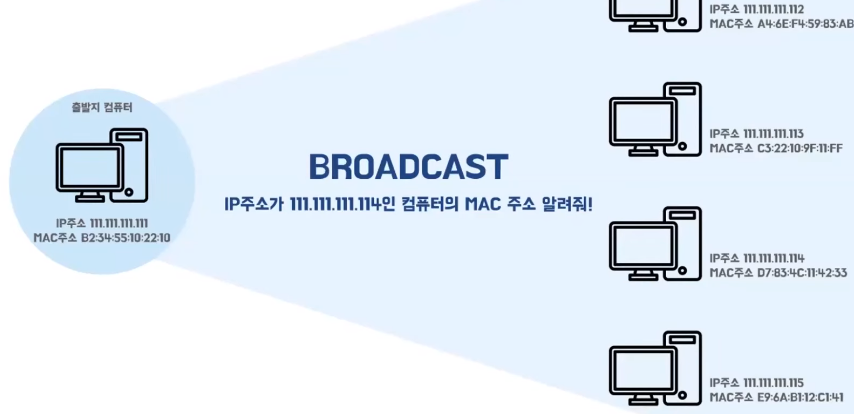 IP주소 111.111.111.112
MAC주소 A4:6E:F4:59:83:AB
출발지 컴퓨터
IP주소 111.111.111.111
MAC주소 B2:34:55:10:22:10
BROADCAST
IP주소가 111.111.111.114인 컴퓨터의 MAC 주소 알려줘!
IP주소 111.111.111.113
MAC주소 C3:22:10:9F:11:FF
IP주소 111.111.111.114
MAC주소 D7:83:4C:11:42:33
IP주소 111.111.111.115
MAC주소 E9:6A:B1:12:C1:41